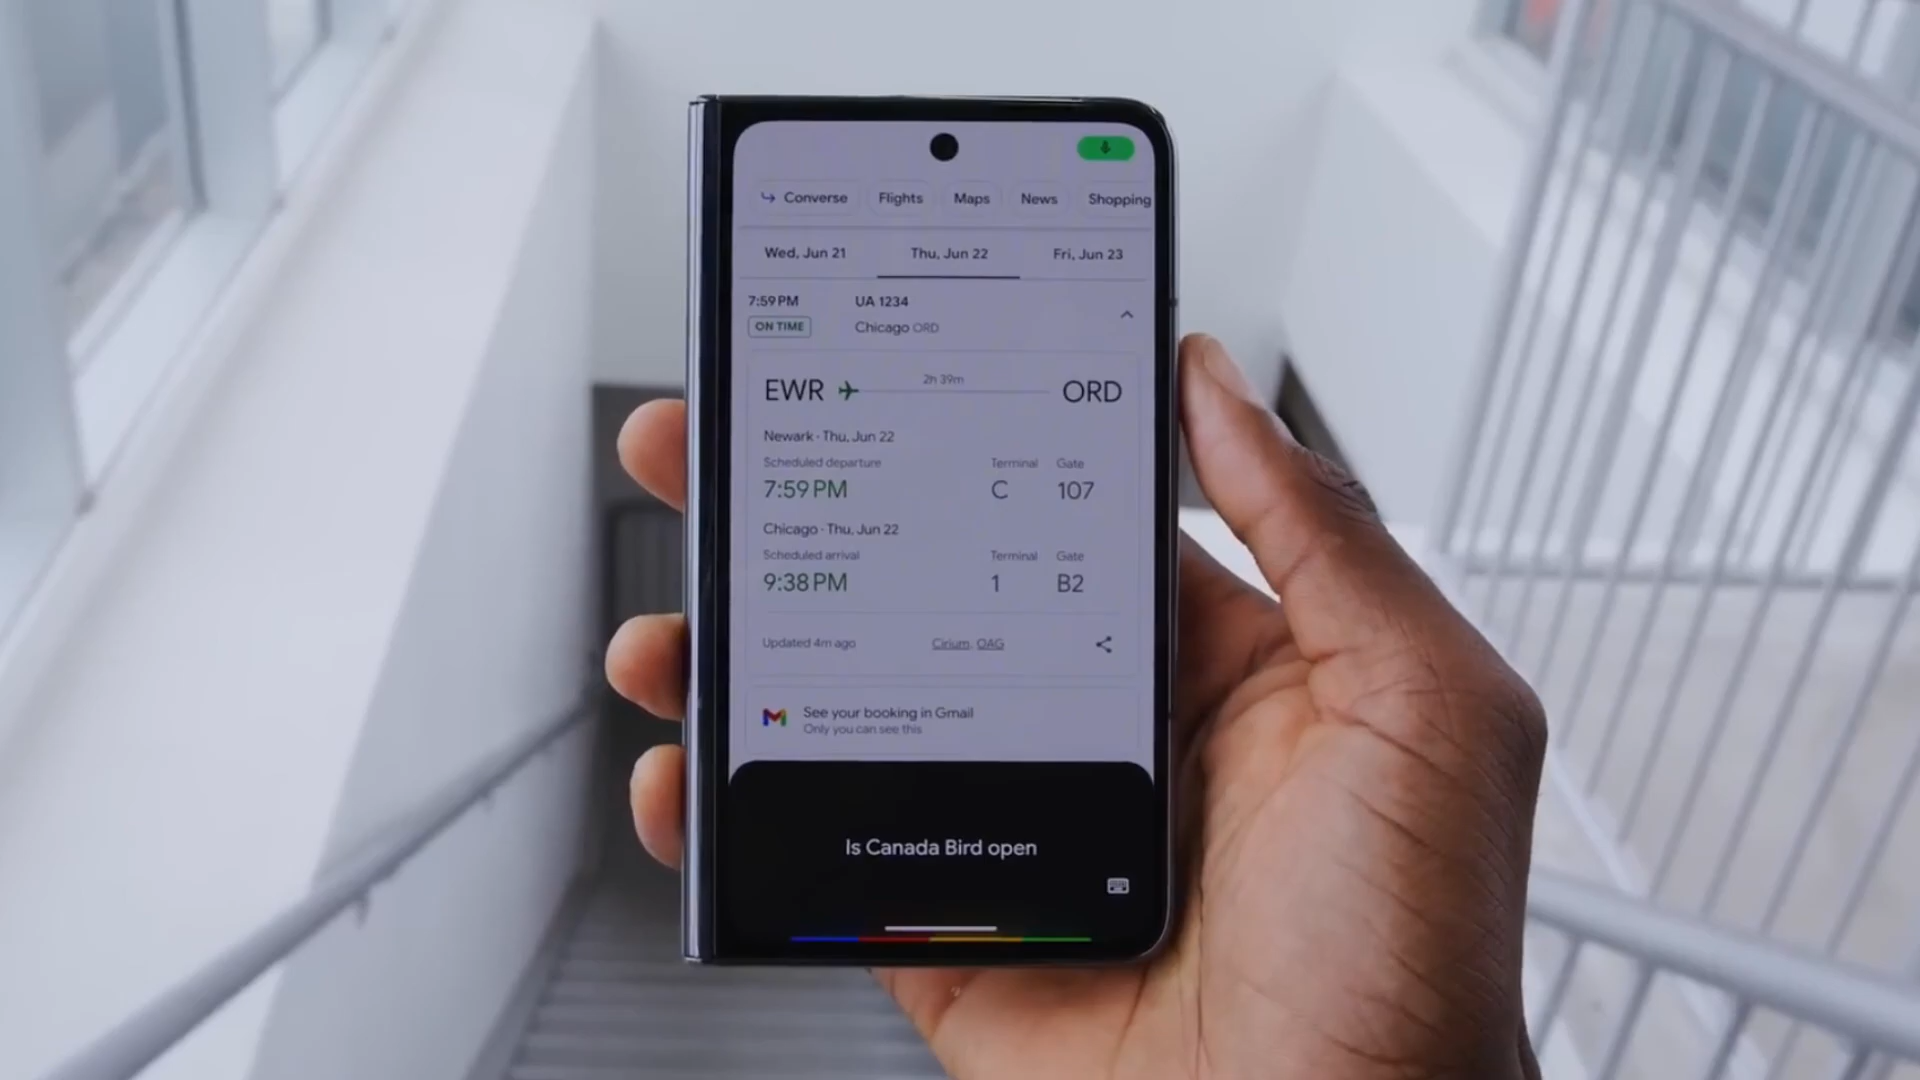 Converse Flights Maps News Shopping
Wed, Jun 21 Thu, Jun 22 Fri, Jun 23
7:59 PM UA 1234
ON TIME Chicago ORD
2h 39m
EWR ORD
Newark · Thu, Jun 22
Scheduled departure Terminal Gate
7:59 PM C 107
Chicago · Thu, Jun 22
Scheduled arrival Terminal Gate
9:38 PM 1 B2
Updated 4m ago Cirium, OAG
See your booking in Gmail
Only you can see this
Is Canada Bird open